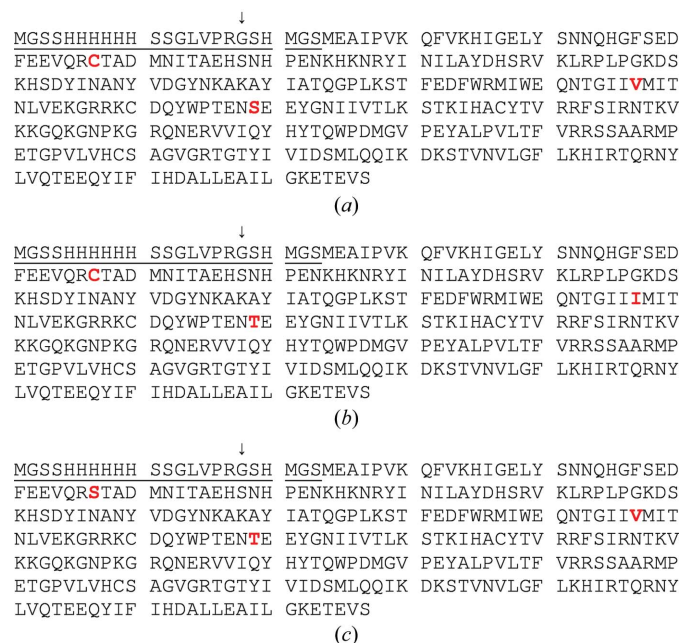 ↓
MGSSHHHHHH SSGLVPRGSH MGSMEAIPVK QFVKHIGELY SNNQHGFSED
FEEVQRCTAD MNITAEHSNH PENKHKNRYI NILAYDHSRV KLRPLPGKDS
KHSDYINANY VDGYNKAKAY IATQGPLKST FEDFWRMIWE QNTGIIVMIT
NLVEKGRRKC DQYWPTENSE EYGNIIVTLK STKIHACYTV RRFSIRNTKV
KKGQKGNPKG RQNERVVIQY HYTQWPDMGV PEYALPVLTF VRRSSAARMP
ETGPVLVHCS AGVGRTGTYI VIDSMLQQIK DKSTVNVLGF LKHIRTQRNY
LVQTEEQYIF IHDALLEAIL GKETEVS
(a)
↓
MGSSHHHHHH SSGLVPRGSH MGSMEAIPVK QFVKHIGELY SNNQHGFSED
FEEVQRCTAD MNITAEHSNH PENKHKNRYI NILAYDHSRV KLRPLPGKDS
KHSDYINANY VDGYNKAKAY IATQGPLKST FEDFWRMIWE QNTGIIIMIT
NLVEKGRRKC DQYWPTENTE EYGNIIVTLK STKIHACYTV RRFSIRNTKV
KKGQKGNPKG RQNERVVIQY HYTQWPDMGV PEYALPVLTF VRRSSAARMP
ETGPVLVHCS AGVGRTGTYI VIDSMLQQIK DKSTVNVLGF LKHIRTQRNY
LVQTEEQYIF IHDALLEAIL GKETEVS
(b)
↓
MGSSHHHHHH SSGLVPRGSH MGSMEAIPVK QFVKHIGELY SNNQHGFSED
FEEVQRSTAD MNITAEHSNH PENKHKNRYI NILAYDHSRV KLRPLPGKDS
KHSDYINANY VDGYNKAKAY IATQGPLKST FEDFWRMIWE QNTGIIVMIT
NLVEKGRRKC DQYWPTENTE EYGNIIVTLK STKIHACYTV RRFSIRNTKV
KKGQKGNPKG RQNERVVIQY HYTQWPDMGV PEYALPVLTF VRRSSAARMP
ETGPVLVHCS AGVGRTGTYI VIDSMLQQIK DKSTVNVLGF LKHIRTQRNY
LVQTEEQYIF IHDALLEAIL GKETEVS
(c)